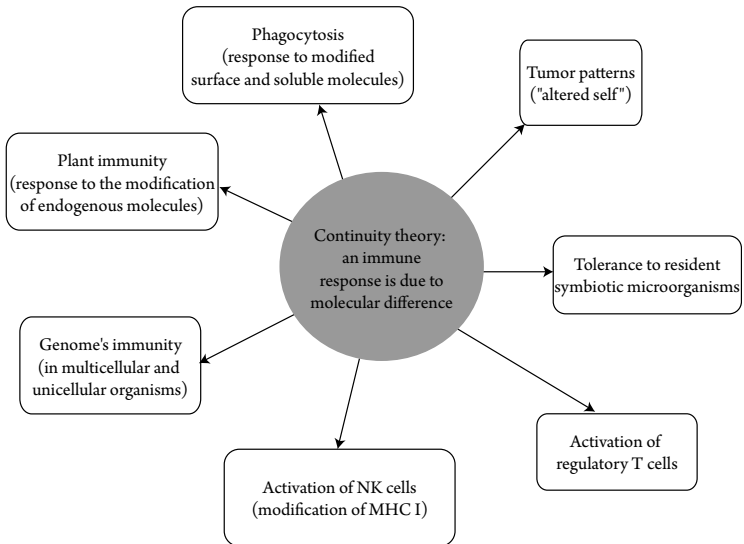 Phagocytosis
(response to modified
surface and soluble molecules)
Tumor patterns
("altered self")
Plant immunity
(response to the modification
of endogenous molecules)
Continuity theory:
an immune
response is due to
molecular difference
Tolerance to resident
symbiotic microorganisms
Genome's immunity
(in multicellular and
unicellular organisms)
Activation of
regulatory T cells
Activation of NK cells
(modification of MHC I)